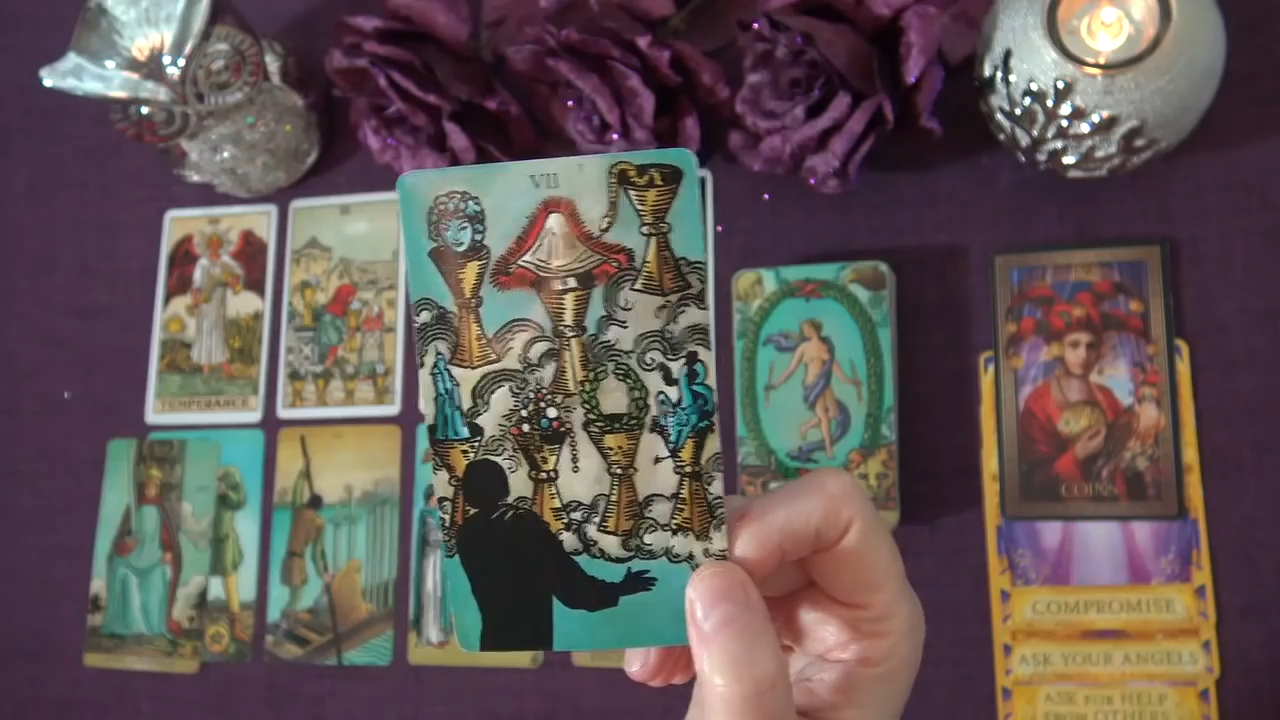 VII
TEMPERANCE
COINS
COMPROMISE
ASK YOUR ANGELS
ASK FOR HELP
FROM OTHERS